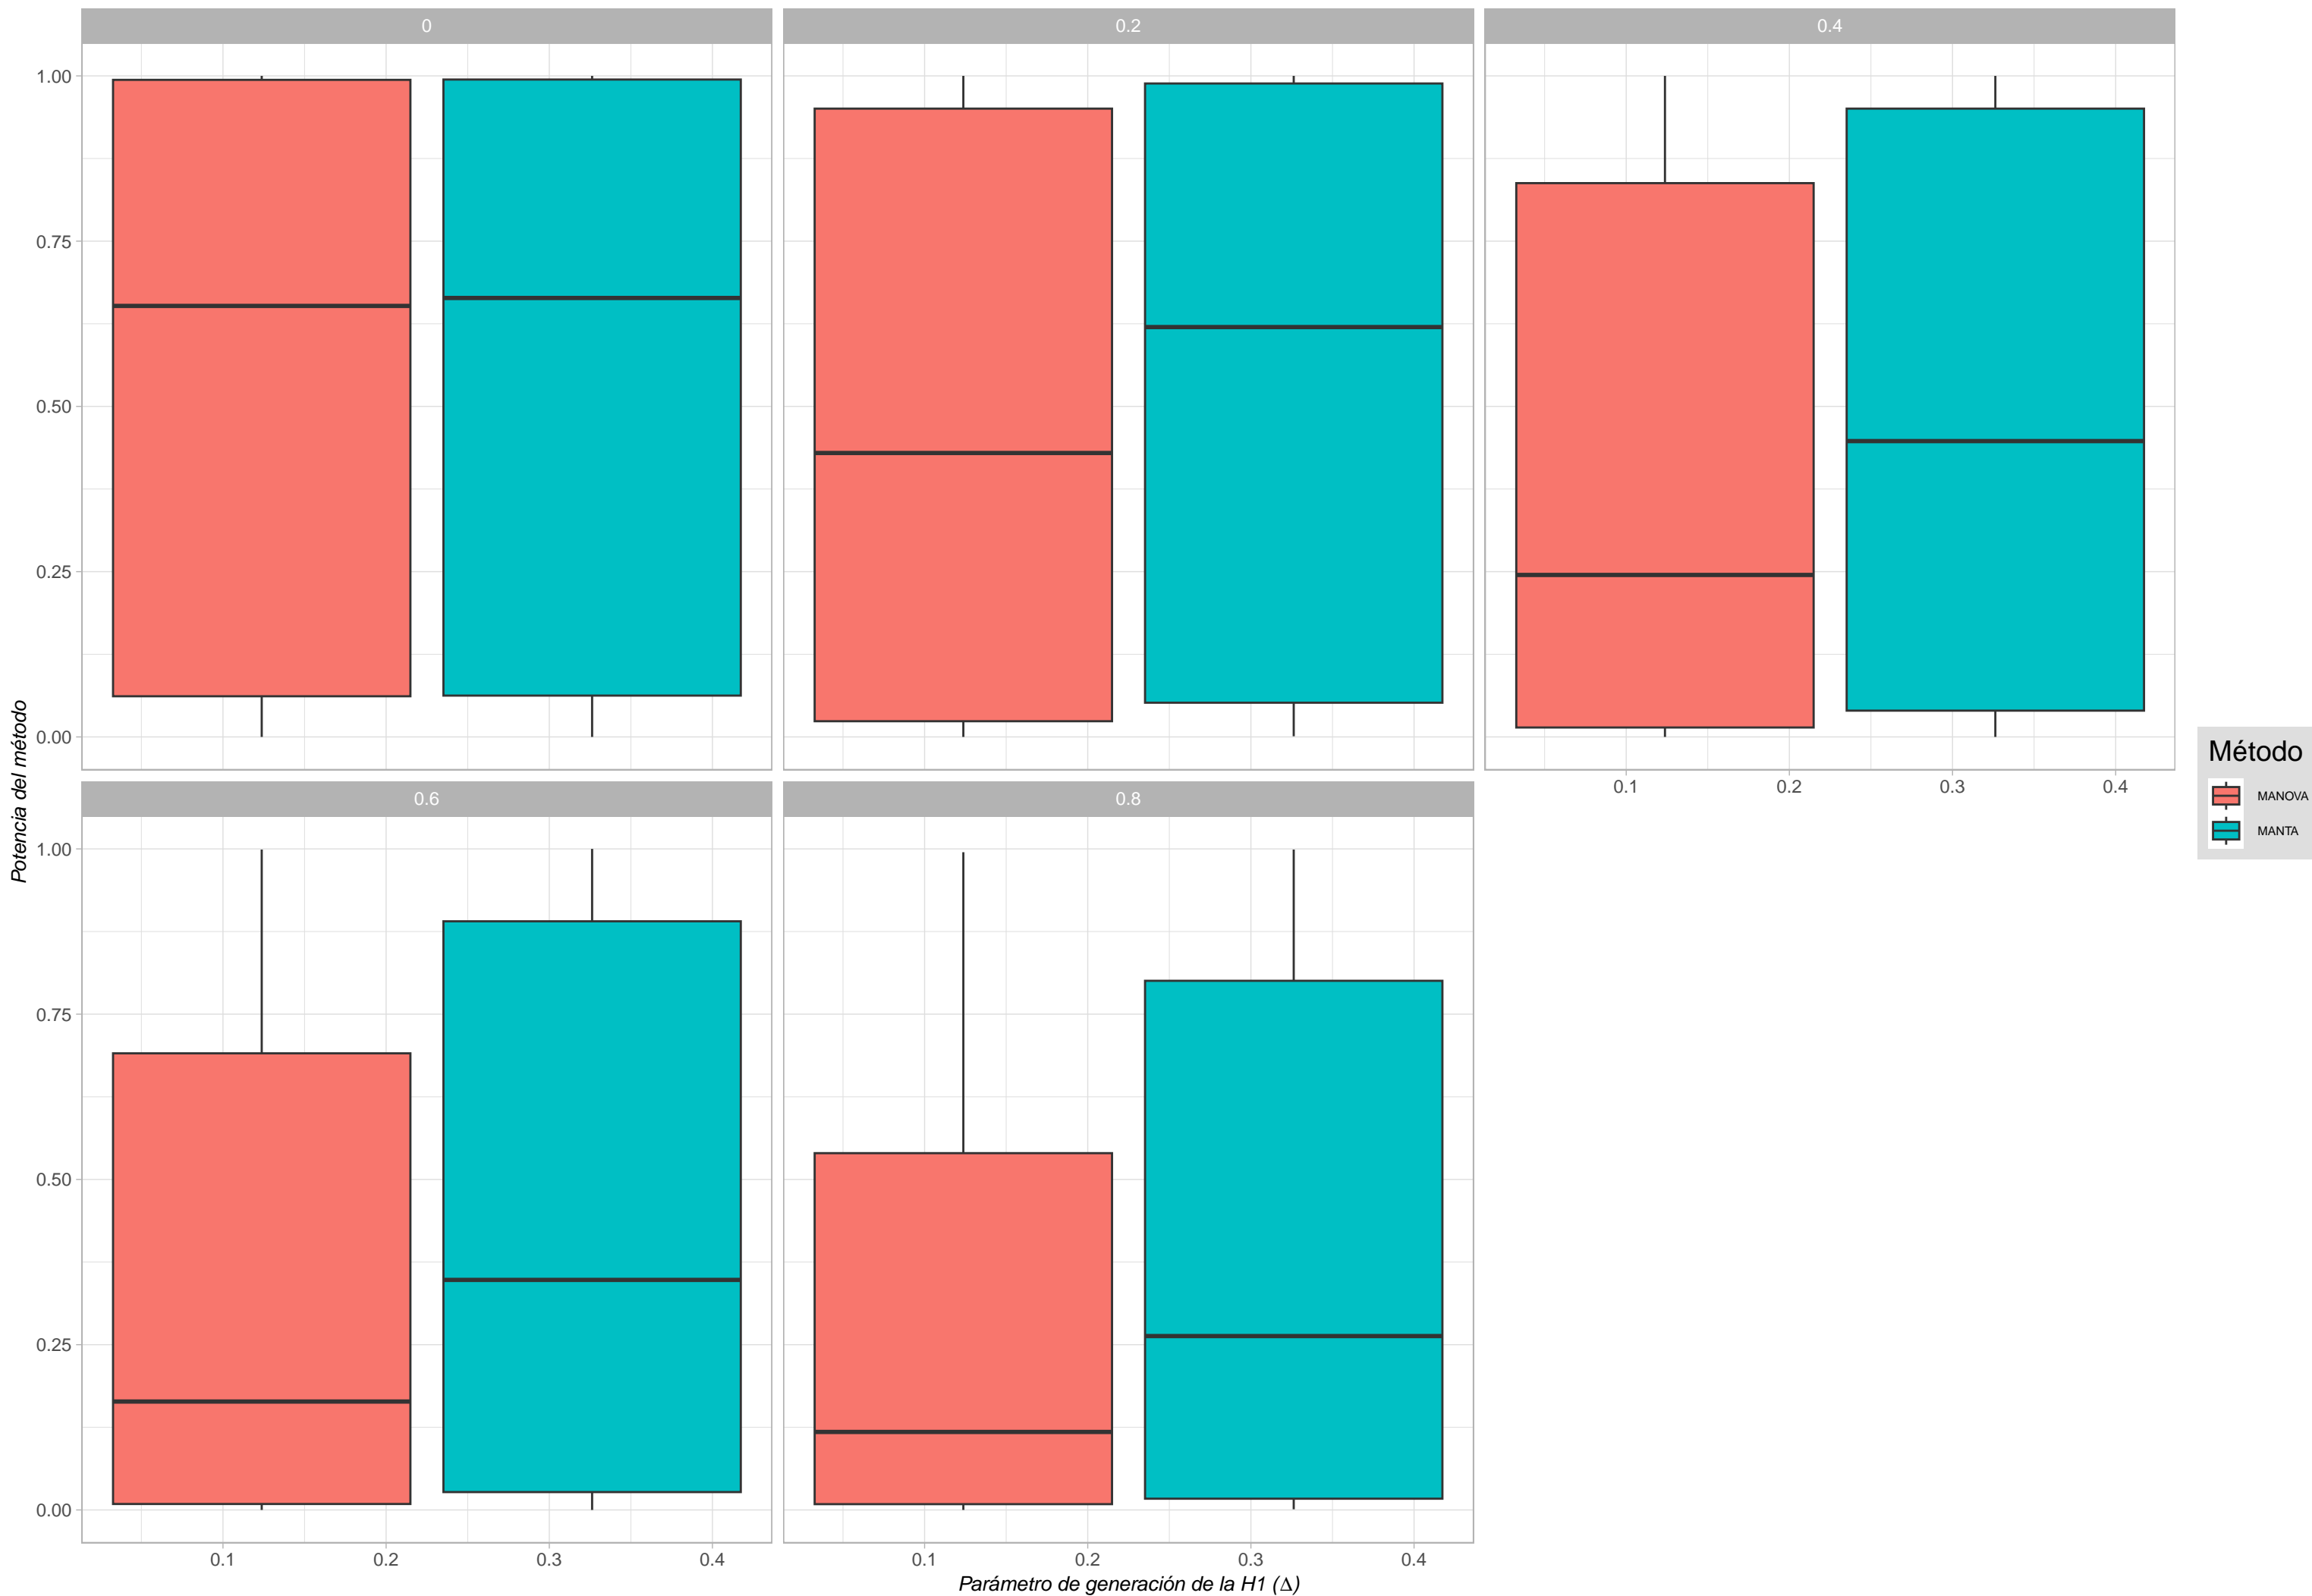 0
0.2
0.4
1.00
0.75
0.50
0.25
0.00
0.1 0.2 0.3 0.4
0.6
0.8
1.00
0.75
0.50
0.25
0.00
0.1 0.2 0.3 0.4
0.1 0.2 0.3 0.4
Parámetro de generación de la H1 (Δ)
Potencia del método
Método
MANOVA
MANTA